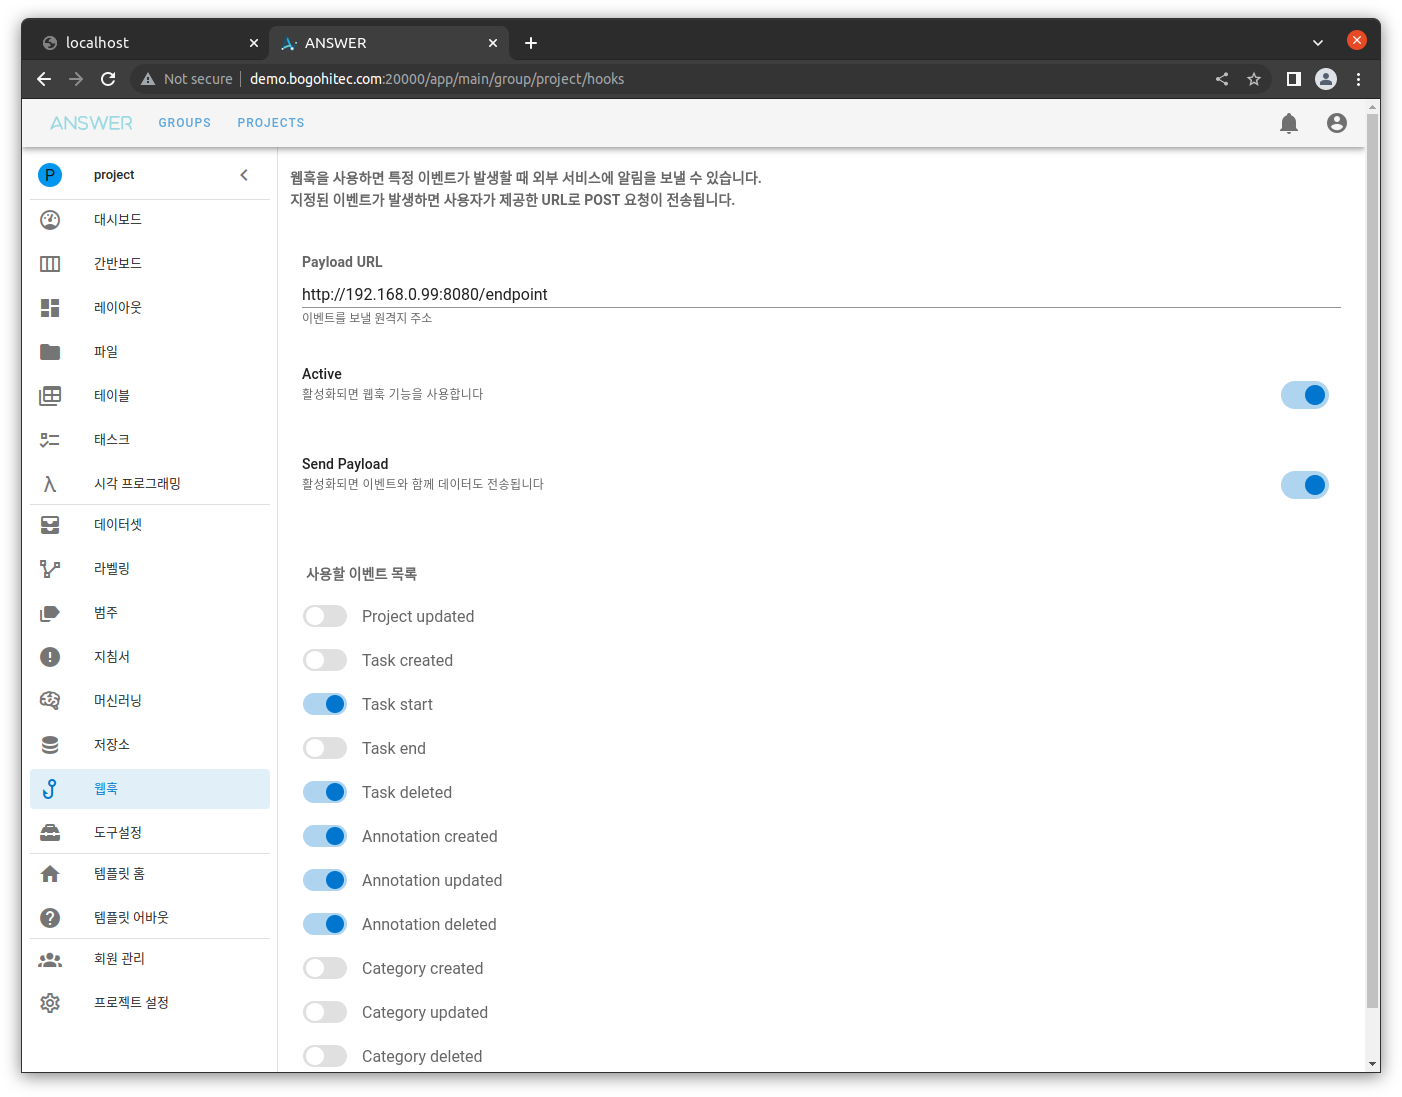 localhost
ANSWER
Not secure
demo.bogohitec.com:20000/app/main/group/project/hooks
ANSWER
GROUPS
PROJECTS
P
project
대시보드
간반보드
레이아웃
파일
테이블
태스크
시각 프로그래밍
데이터셋
라벨링
범주
지침서
머신러닝
저장소
웹훅
도구설정
템플릿 홈
템플릿 어바웃
회원 관리
프로젝트 설정
웹훅을 사용하면 특정 이벤트가 발생할 때 외부 서비스에 알림을 보낼 수 있습니다.
지정된 이벤트가 발생하면 사용자가 제공한 URL로 POST 요청이 전송됩니다.
Payload URL
http://192.168.0.99:8080/endpoint
이벤트를 보낼 원격지 주소
Active
활성화되면 웹훅 기능을 사용합니다
Send Payload
활성화되면 이벤트와 함께 데이터도 전송됩니다
사용할 이벤트 목록
Project updated
Task created
Task start
Task end
Task deleted
Annotation created
Annotation updated
Annotation deleted
Category created
Category updated
Category deleted